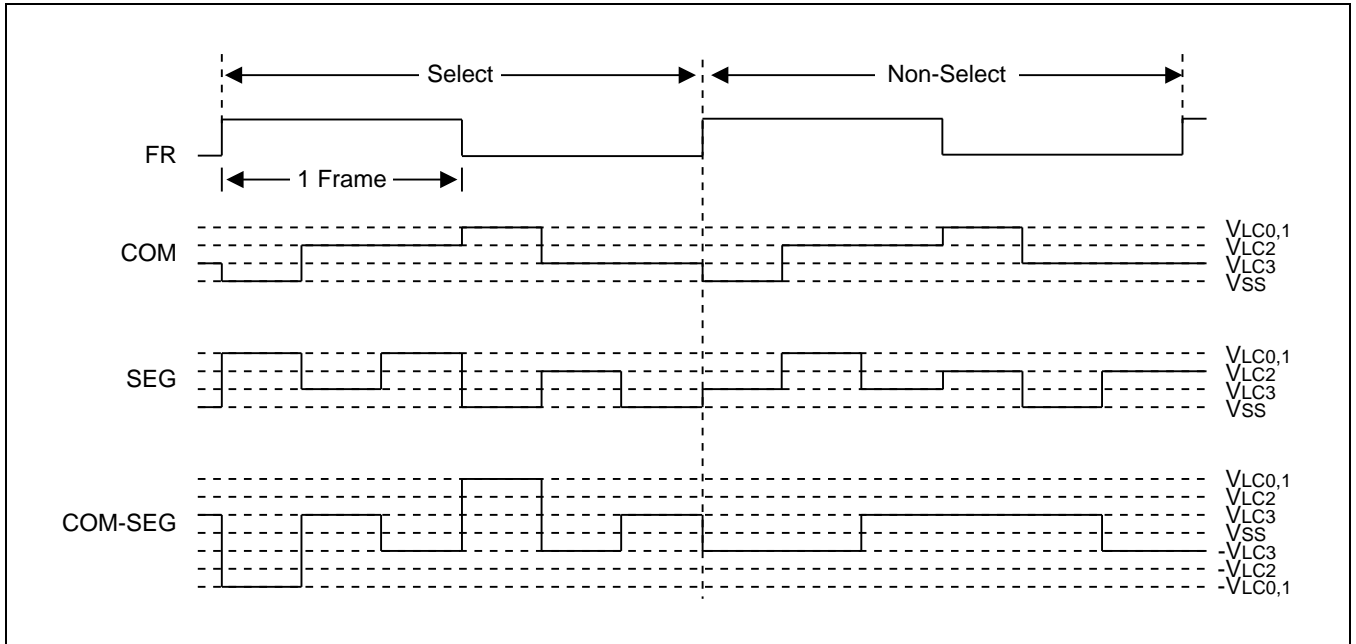 Select
Non-Select
FR
1 Frame
COM
VLC0,1
VLC2
VLC3
VSS
SEG
VLC0,1
VLC2
VLC3
VSS
COM-SEG
VLC0,1
VLC2
VLC3
VSS
-VLC3
-VLC2
-VLC0,1